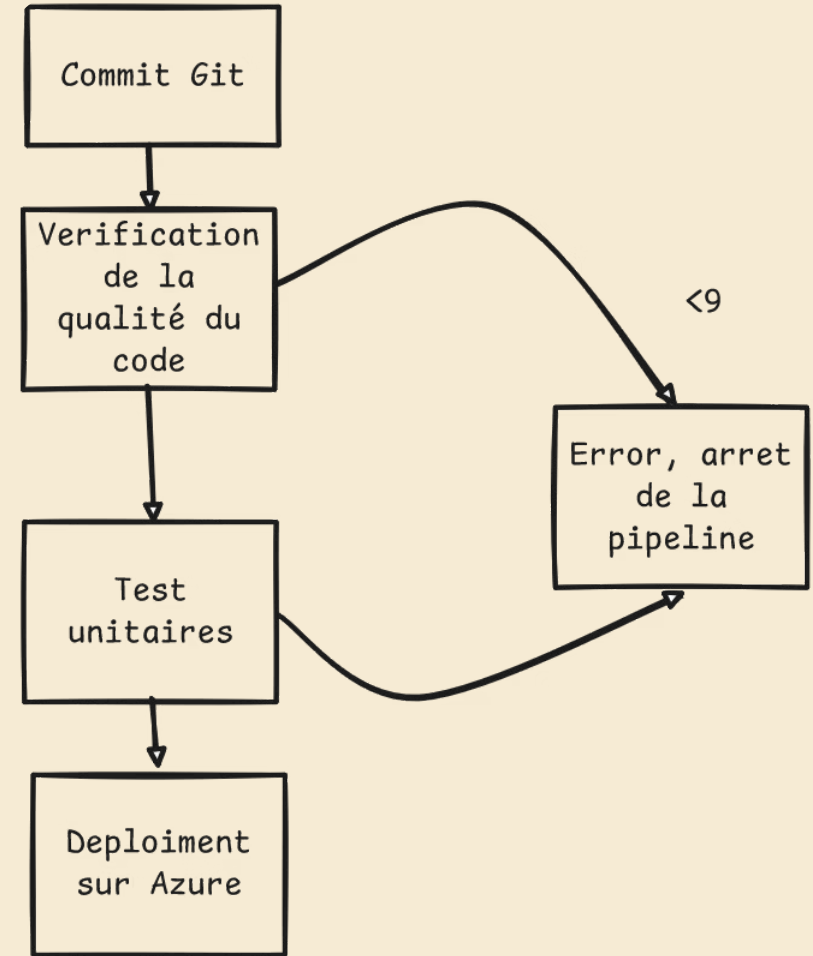 Commit Git
Verification
de la
qualité du
code
<9
Error, arret
de la
pipeline
Test
unitaires
Deploiment
sur Azure